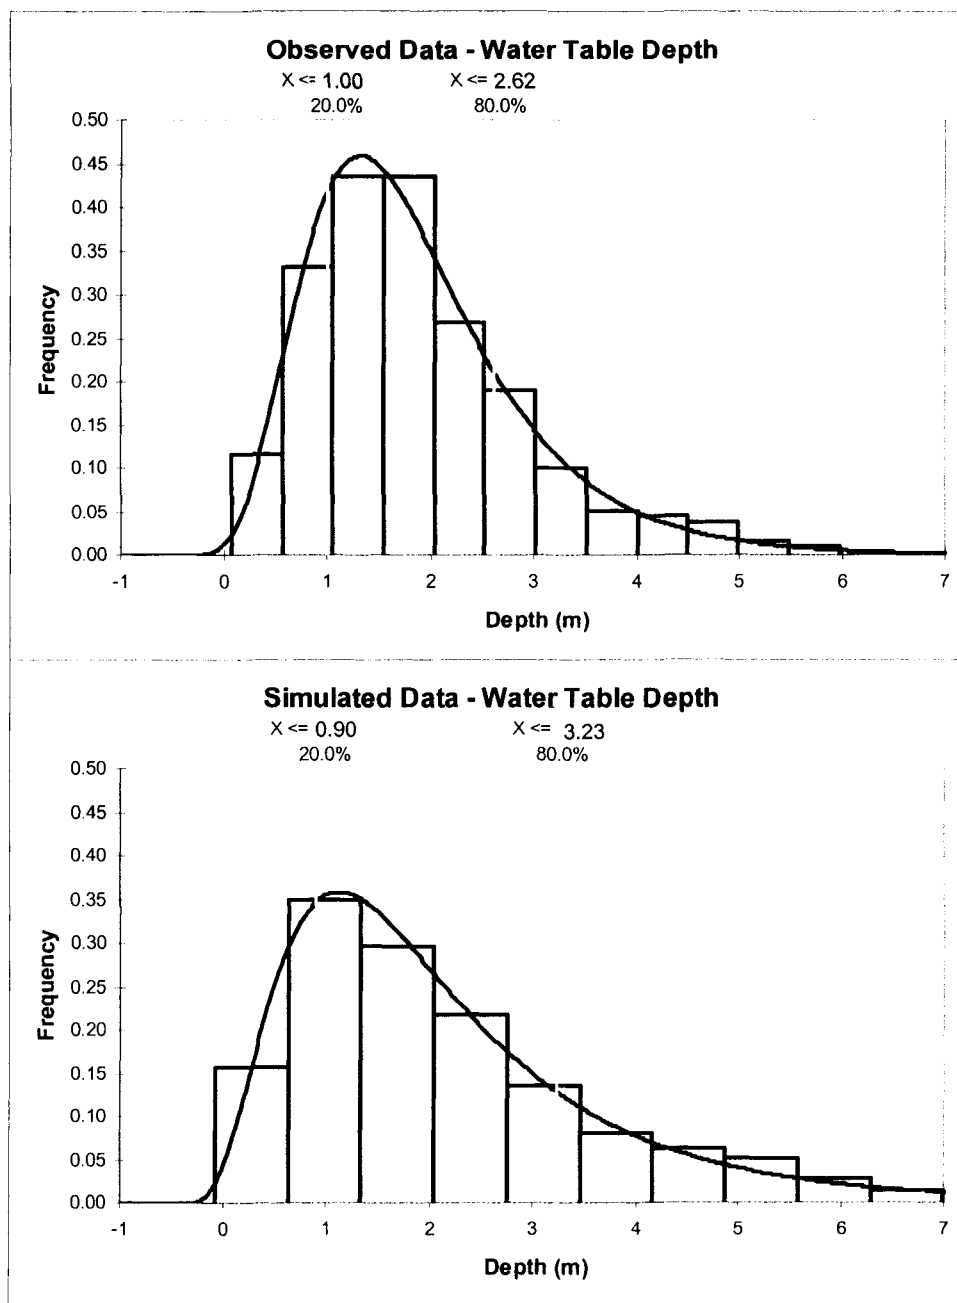 Observed Data - Water Table Depth
X <= 1.00 X <= 2.62
20.0% 80.0%
0.50
0.45
0.40
0.35
0.30
0.25
0.20
0.15
0.10
0.05
0.00
Frequency
-1 0 1 2 3 4 5 6 7
Depth (m)
Simulated Data - Water Table Depth
X <= 0.90 X <= 3.23
20.0% 80.0%
0.50
0.45
0.40
0.35
0.30
0.25
0.20
0.15
0.10
0.05
0.00
Frequency
-1 0 1 2 3 4 5 6 7
Depth (m)